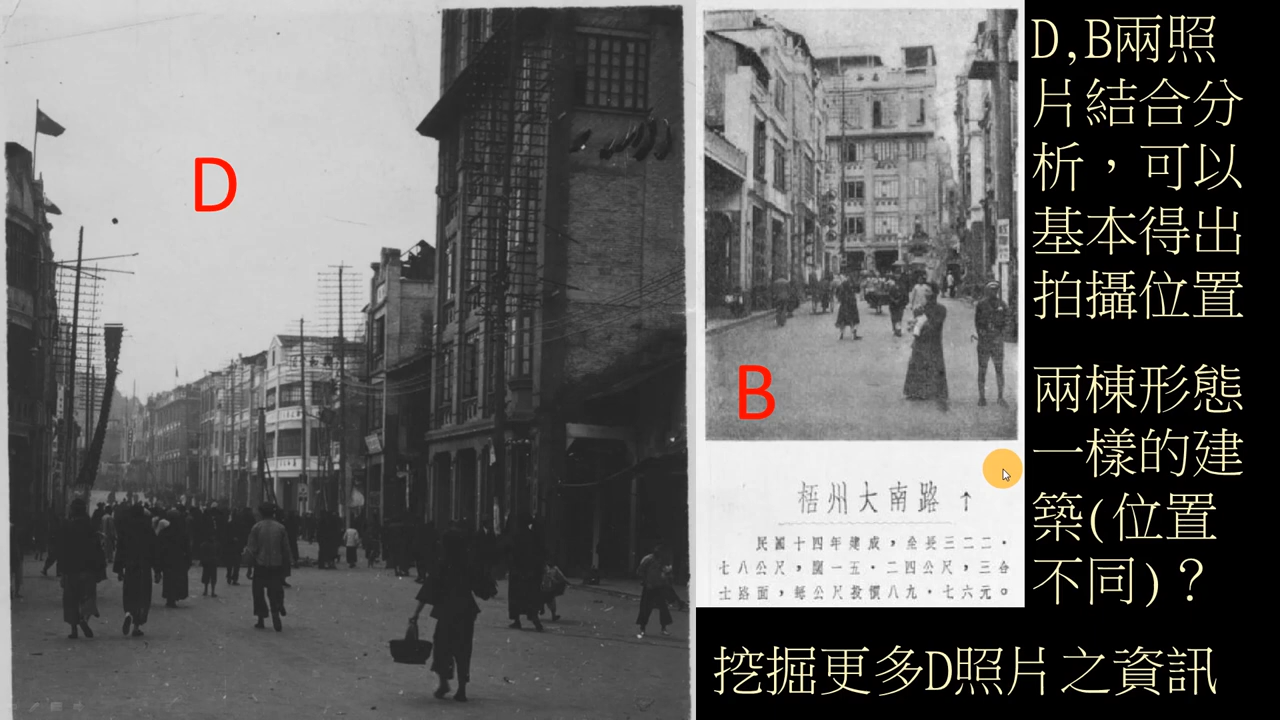 D
B
梧州大南路↑
民國十四年建成,全長三二二.
七八公尺,闊一五.二四公尺,三合
土路面,每公尺投價八九.七六元。
D,B兩照
片結合分
析,可以
基本得出
拍攝位置
兩棟形態
一樣的建
築(位置
不同)?
挖掘更多D照片之資訊